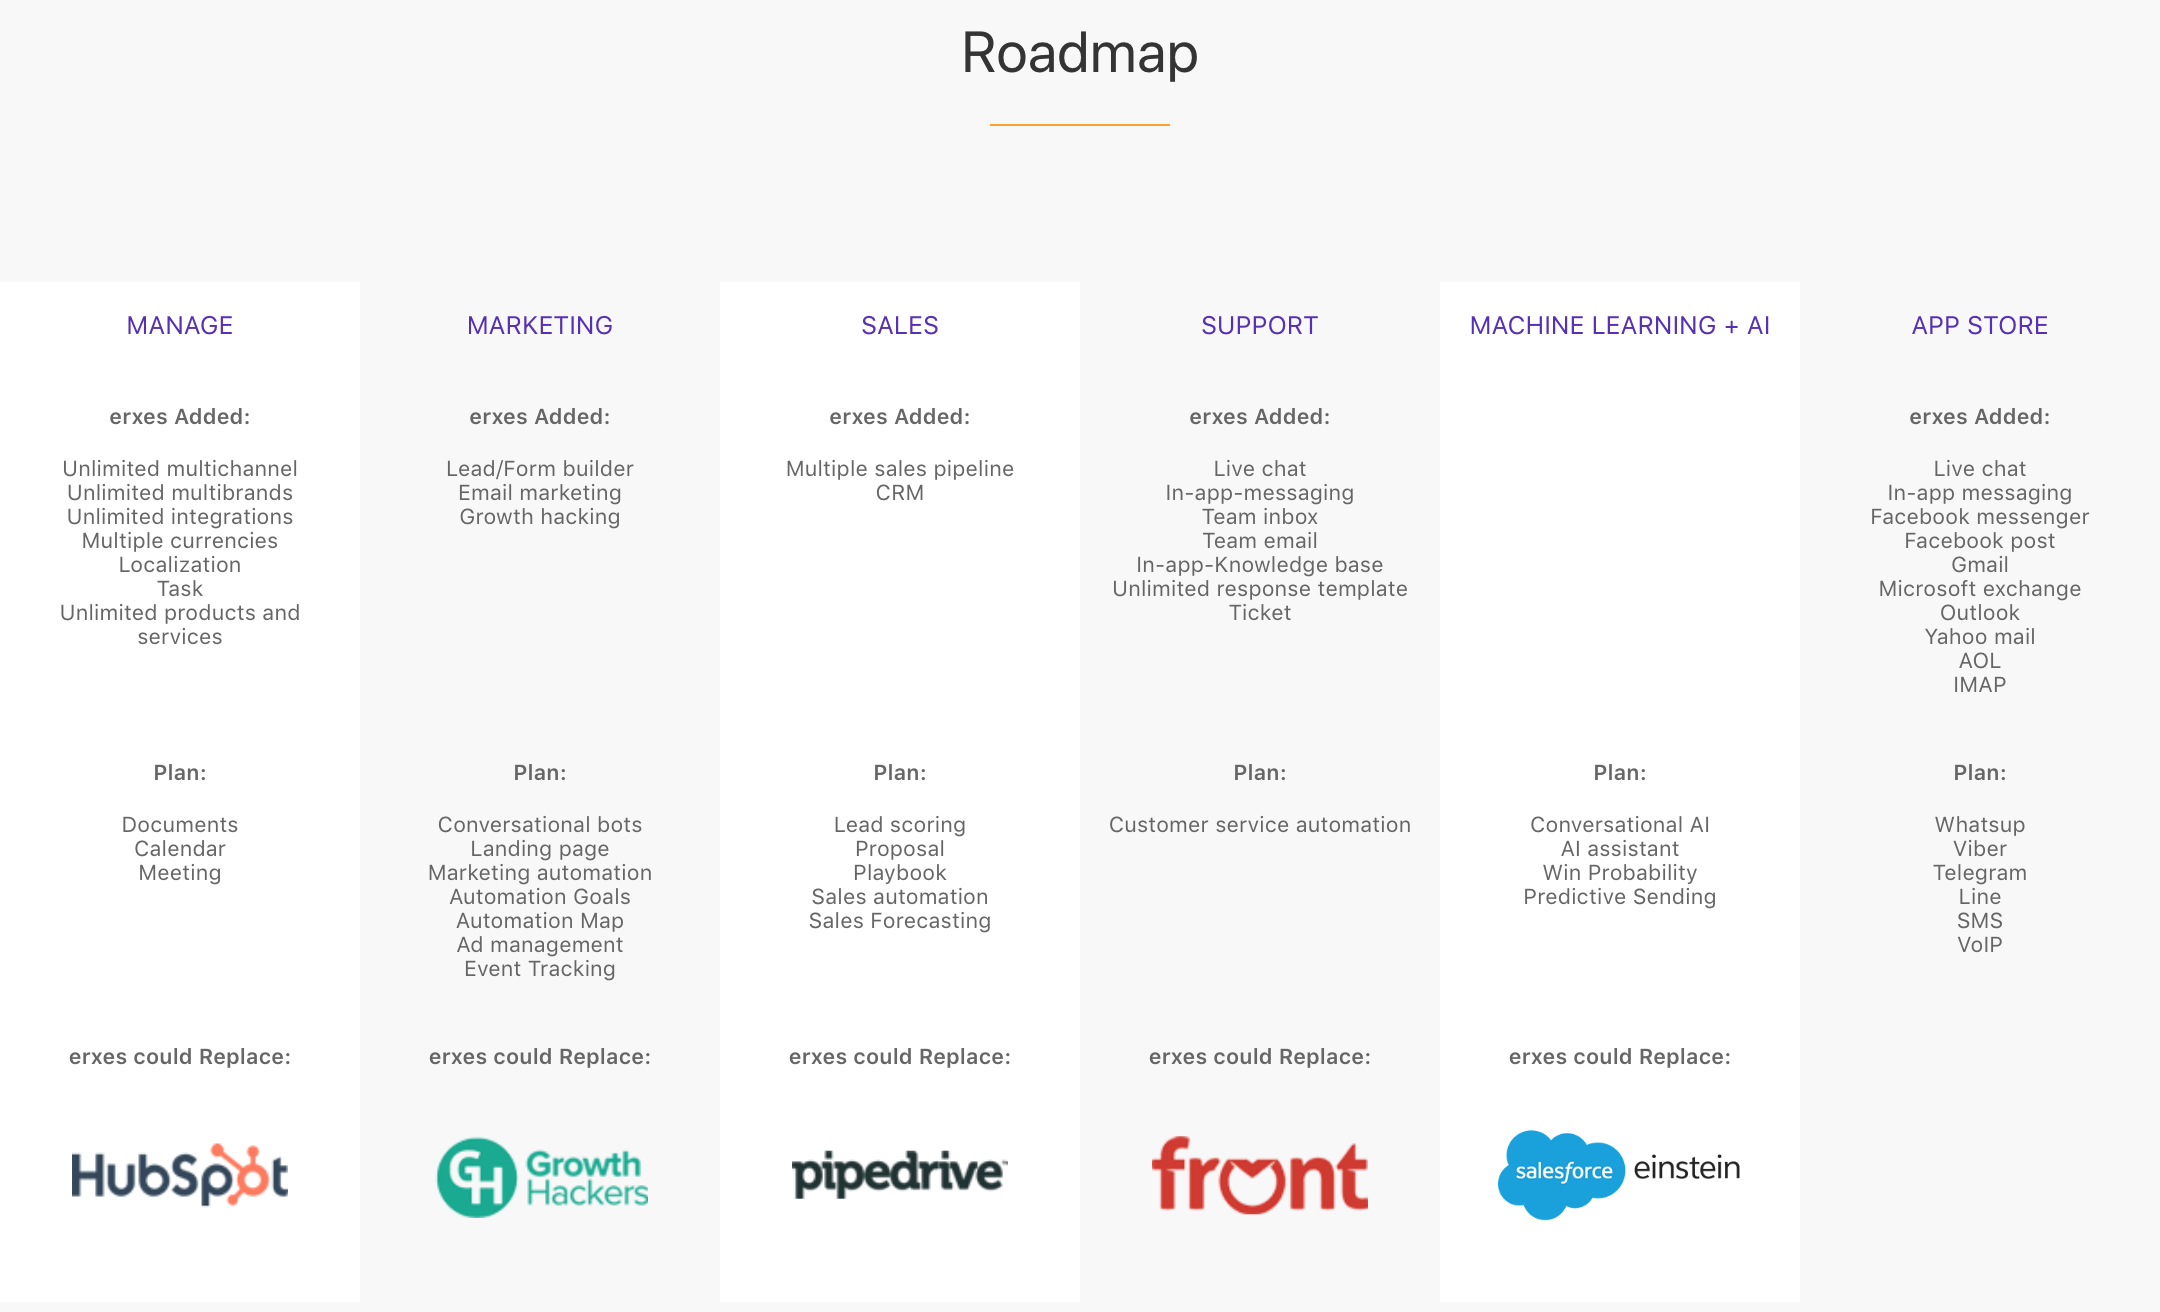 Roadmap
MANAGE
erxes Added:
Unlimited multichannel
Unlimited multibrands
Unlimited integrations
Multiple currencies
Localization
Task
Unlimited products and
services
Plan:
Documents
Calendar
Meeting
erxes could Replace:
HubSpot
MARKETING
erxes Added:
Lead/Form builder
Email marketing
Growth hacking
Plan:
Conversational bots
Landing page
Marketing automation
Automation Goals
Automation Map
Ad management
Event Tracking
erxes could Replace:
GH Growth
Hackers
SALES
erxes Added:
Multiple sales pipeline
CRM
Plan:
Lead scoring
Proposal
Playbook
Sales automation
Sales Forecasting
erxes could Replace:
pipedrive™
SUPPORT
erxes Added:
Live chat
In-app-messaging
Team inbox
Team email
In-app-Knowledge base
Unlimited response template
Ticket
Plan:
Customer service automation
erxes could Replace:
front
MACHINE LEARNING + AI
Plan:
Conversational AI
AI assistant
Win Probability
Predictive Sending
erxes could Replace:
salesforce einstein
APP STORE
erxes Added:
Live chat
In-app messaging
Facebook messenger
Facebook post
Gmail
Microsoft exchange
Outlook
Yahoo mail
AOL
IMAP
Plan:
Whatsup
Viber
Telegram
Line
SMS
VoIP